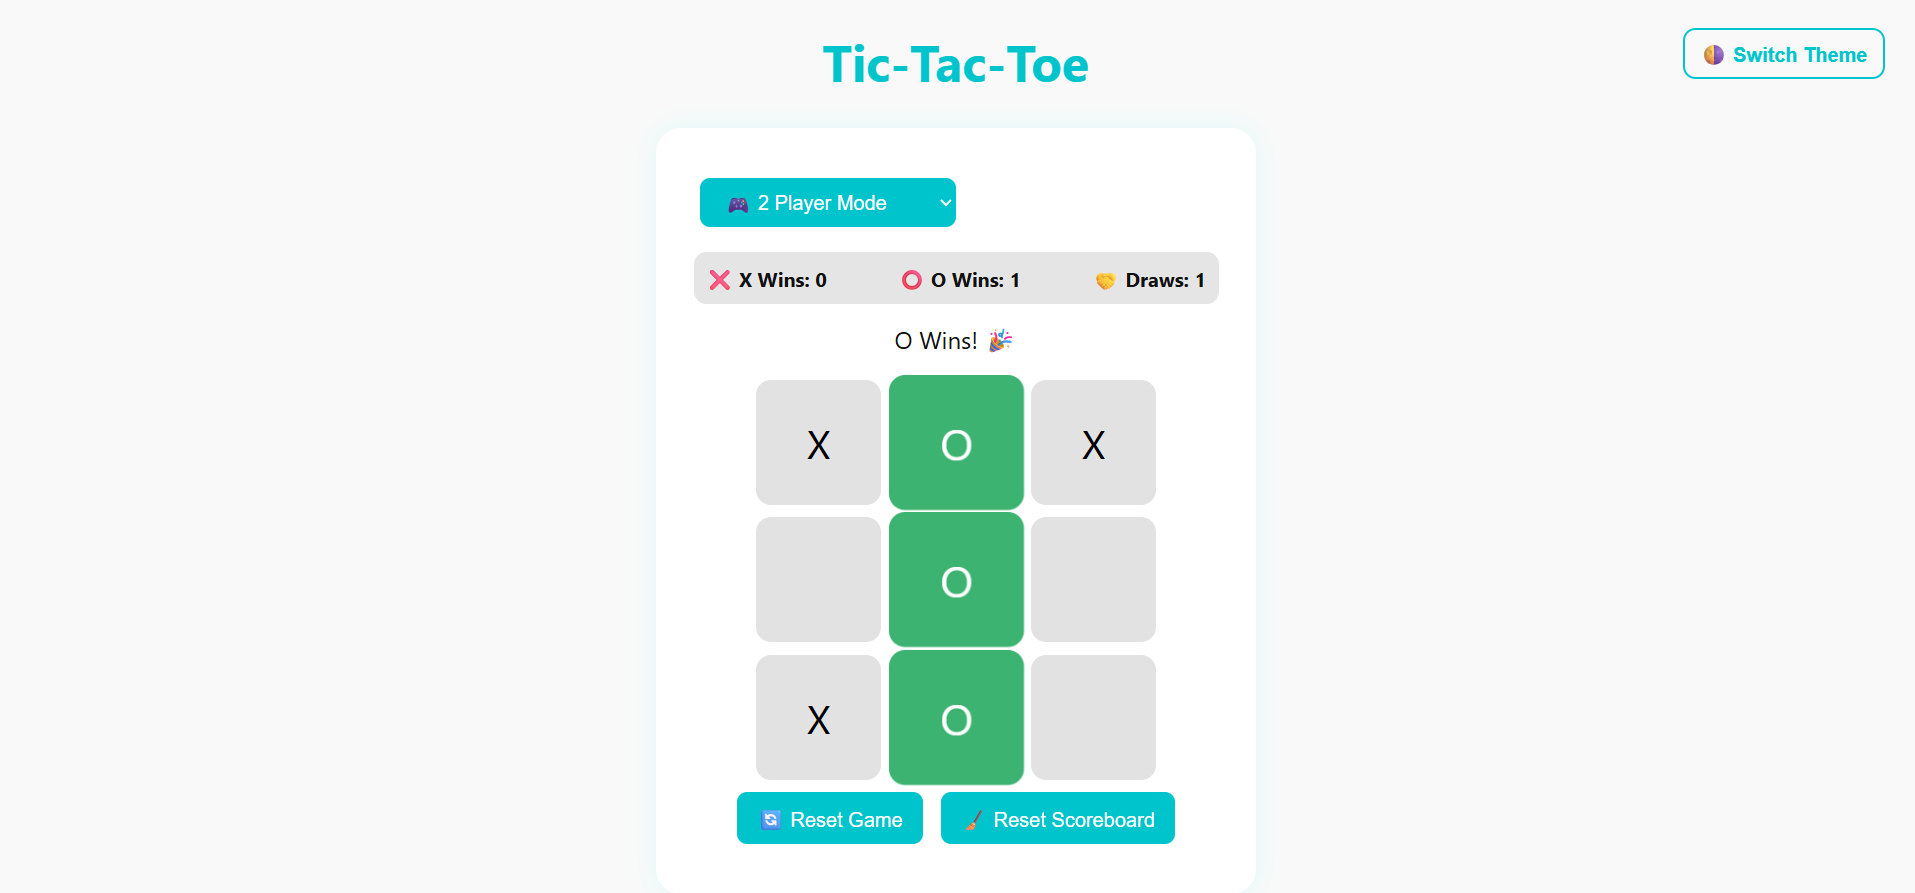 Tic-Tac-Toe
🌗 Switch Theme
🎮 2 Player Mode
❌ X Wins: 0 ⭕ O Wins: 1 🤝 Draws: 1
O Wins! 🎉
X O X
O
X O
🔄 Reset Game 🧹 Reset Scoreboard